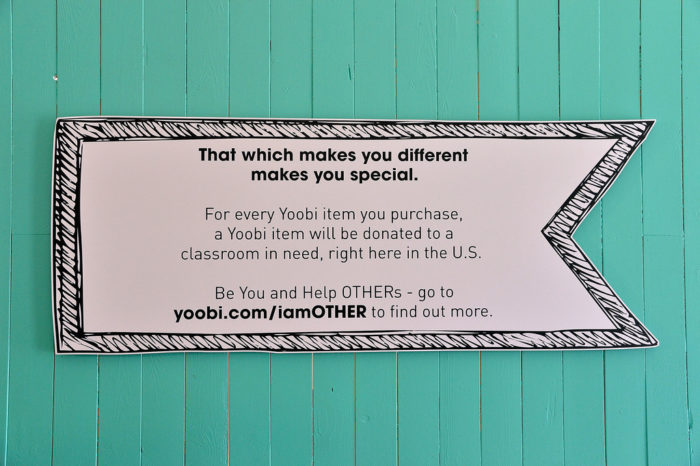 That which makes you different
makes you special.
For every Yoobi item you purchase,
a Yoobi item will be donated to a
classroom in need, right here in the U.S.
Be You and Help OTHERs - go to
yoobi.com/iamOTHER to find out more.